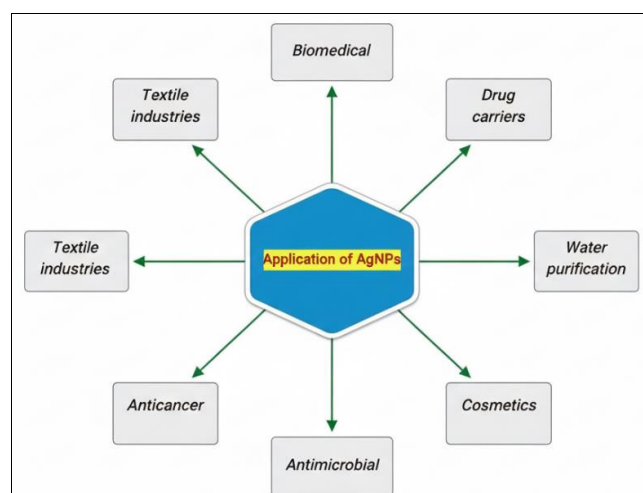 Biomedical
Textile
industries
Drug
carriers
Textile
industries
Application of AgNPs
Water
purification
Anticancer
Cosmetics
Antimicrobial